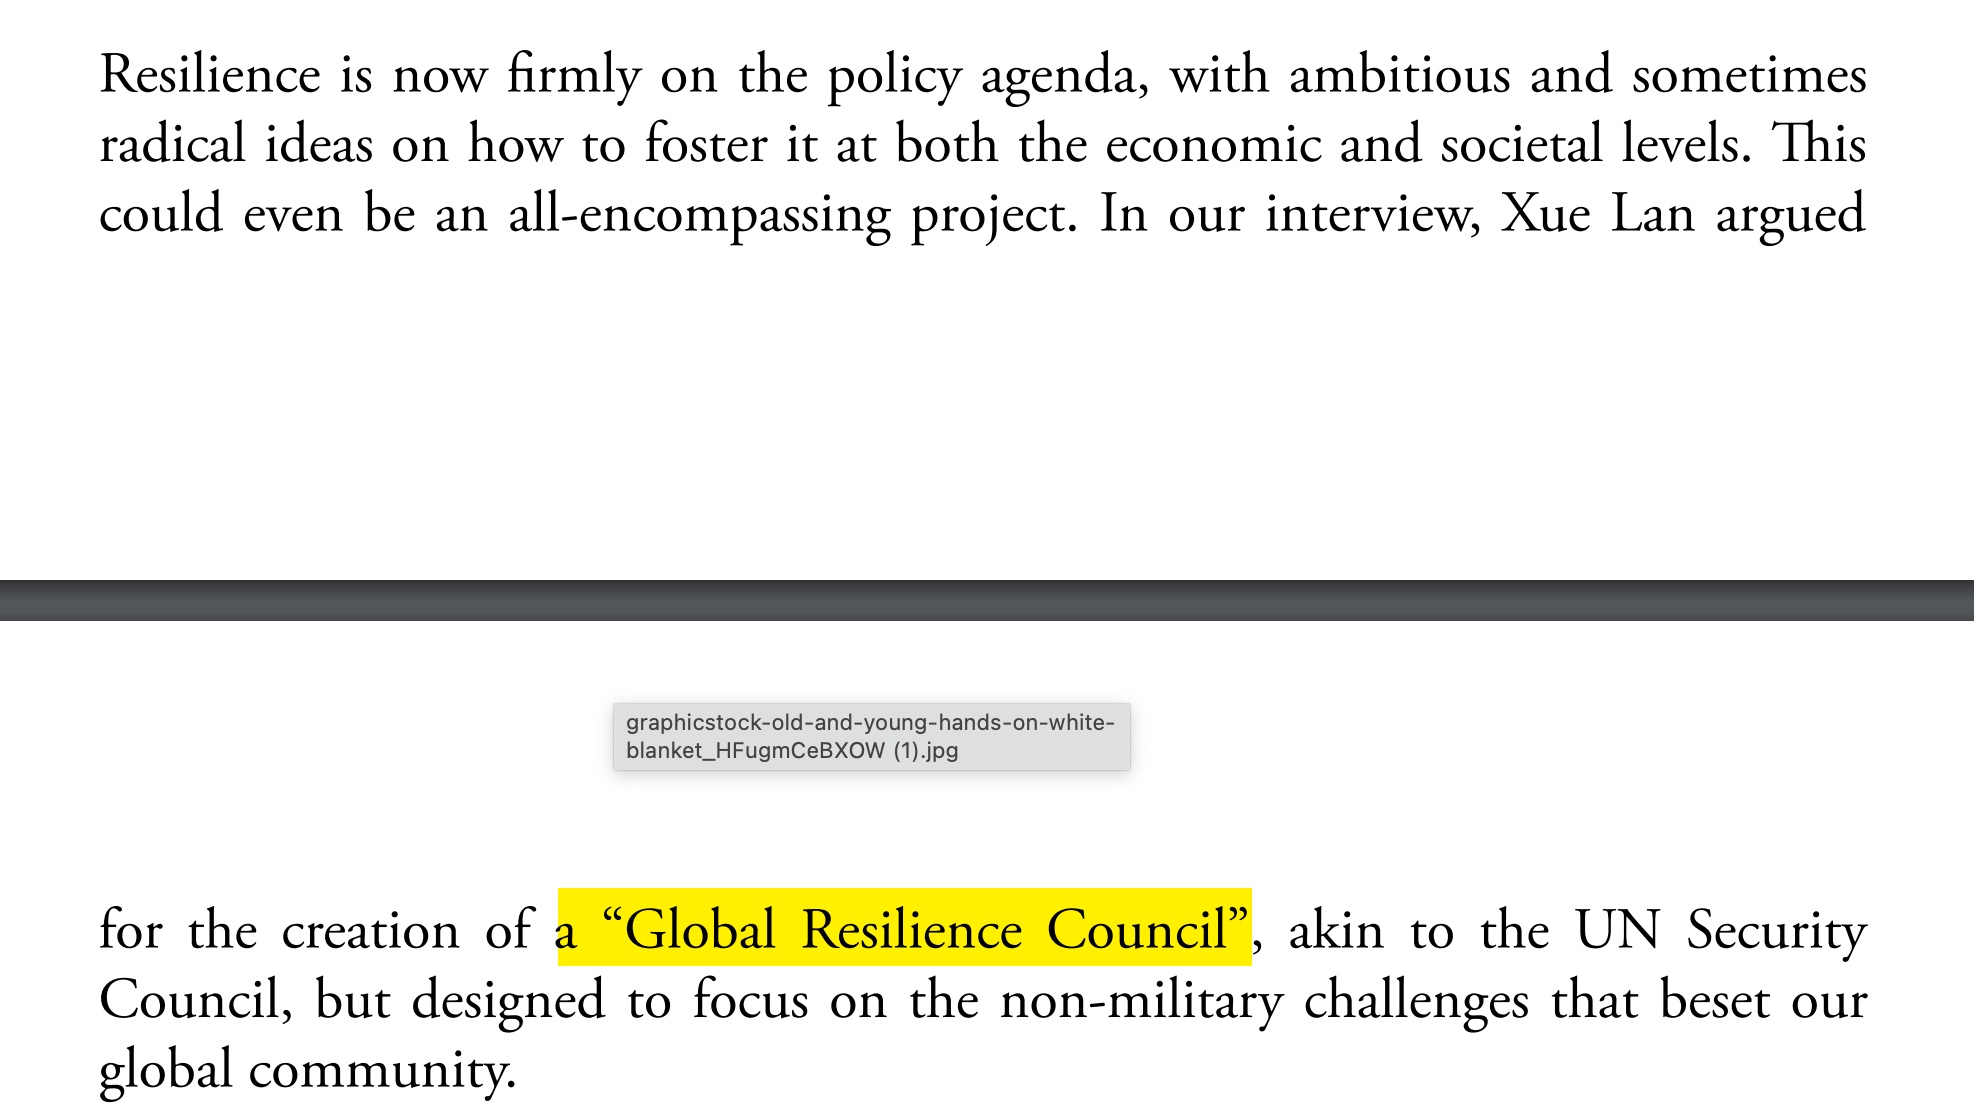 Resilience is now firmly on the policy agenda, with ambitious and sometimes
radical ideas on how to foster it at both the economic and societal levels. This
could even be an all-encompassing project. In our interview, Xue Lan argued
graphicstock-old-and-young-hands-on-white-
blanket_HFugmCeBXOW (1).jpg
for the creation of a “Global Resilience Council”, akin to the UN Security
Council, but designed to focus on the non-military challenges that beset our
global community.